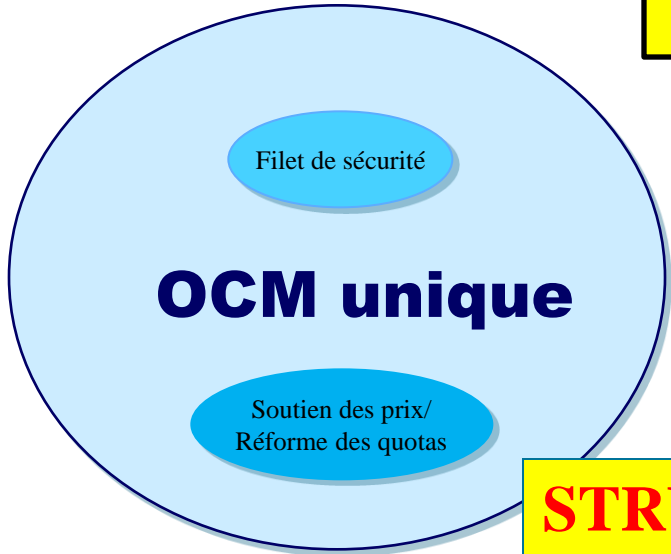 Filet de sécurité
OCM unique
Soutien des prix/
Réforme des quotas